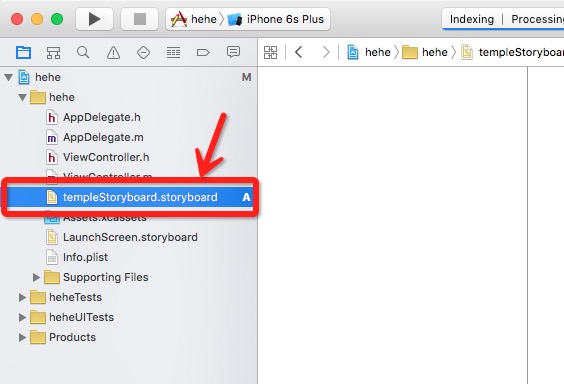 hehe
iPhone 6s Plus
Indexing
Processing
hehe
hehe
templeStoryboar
hehe
M
hehe
AppDelegate.h
AppDelegate.m
ViewController.h
ViewController.m
templeStoryboard.storyboard
A
Assets.xcassets
LaunchScreen.storyboard
Info.plist
Supporting Files
heheTests
heheUITests
Products